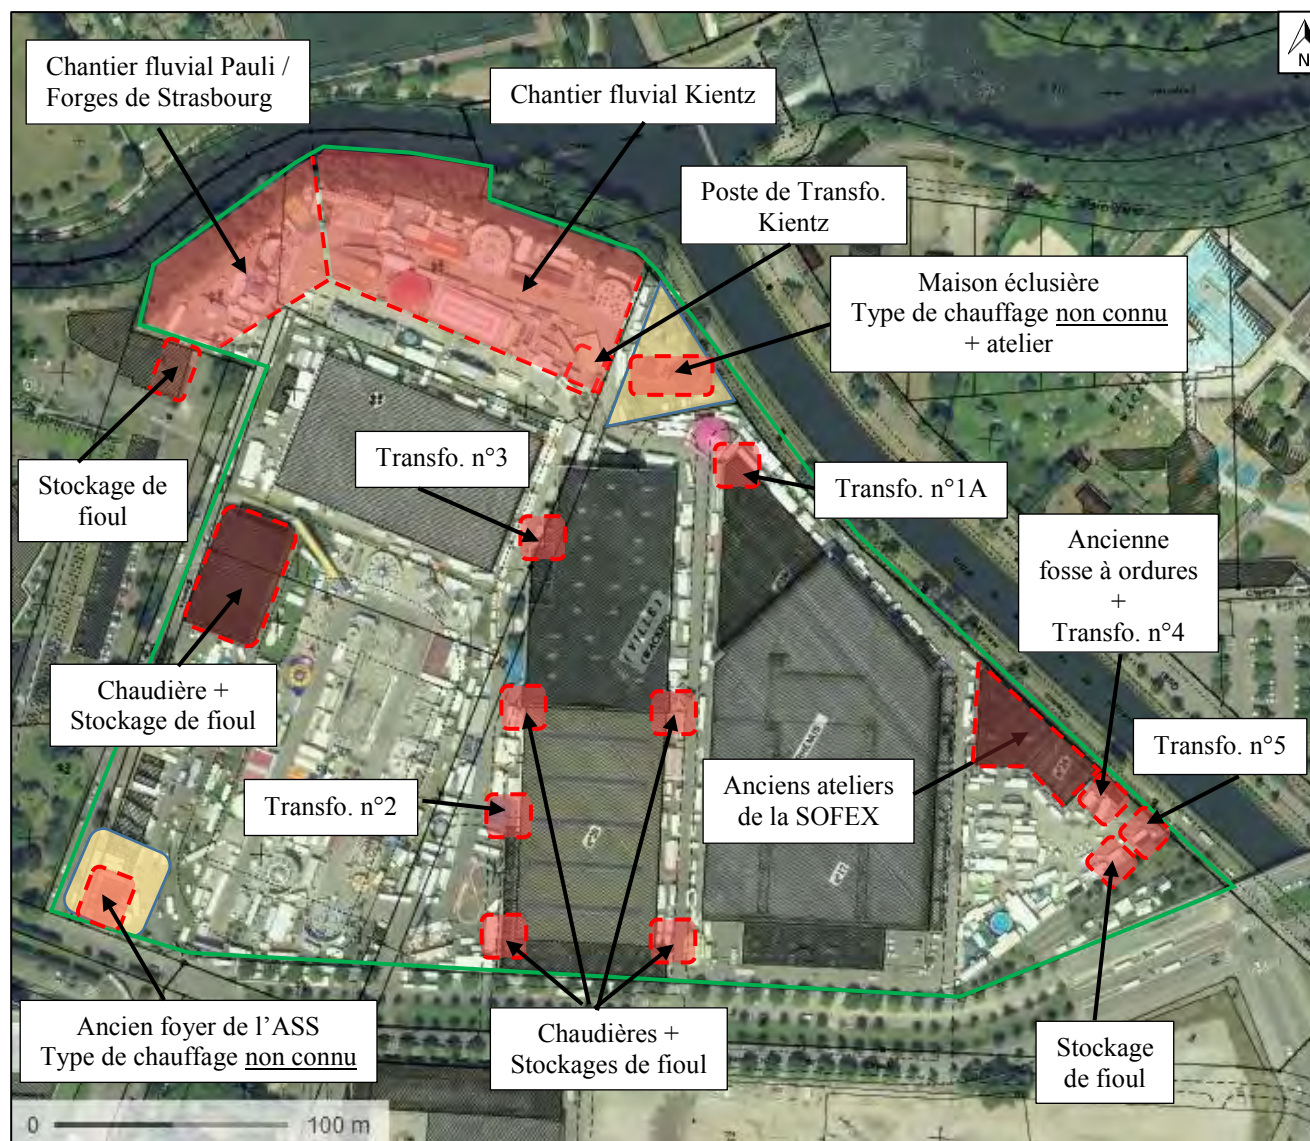 Chantier fluvial Pauli /
Forges de Strasbourg
Chantier fluvial Kientz
N
Poste de Transfo.
Kientz
Maison éclusière
Type de chauffage non connu
+ atelier
Transfo. n°3
Stockage de
fioul
Transfo. n°1A
Ancienne
fosse à ordures
+
Transfo. n°4
Chaudière +
Stockage de fioul
Transfo. n°2
Anciens ateliers
de la SOFEX
Transfo. n°5
Ancien foyer de l'ASS
Type de chauffage non connu
Chaudières +
Stockages de fioul
Stockage
de fioul
0 100 m